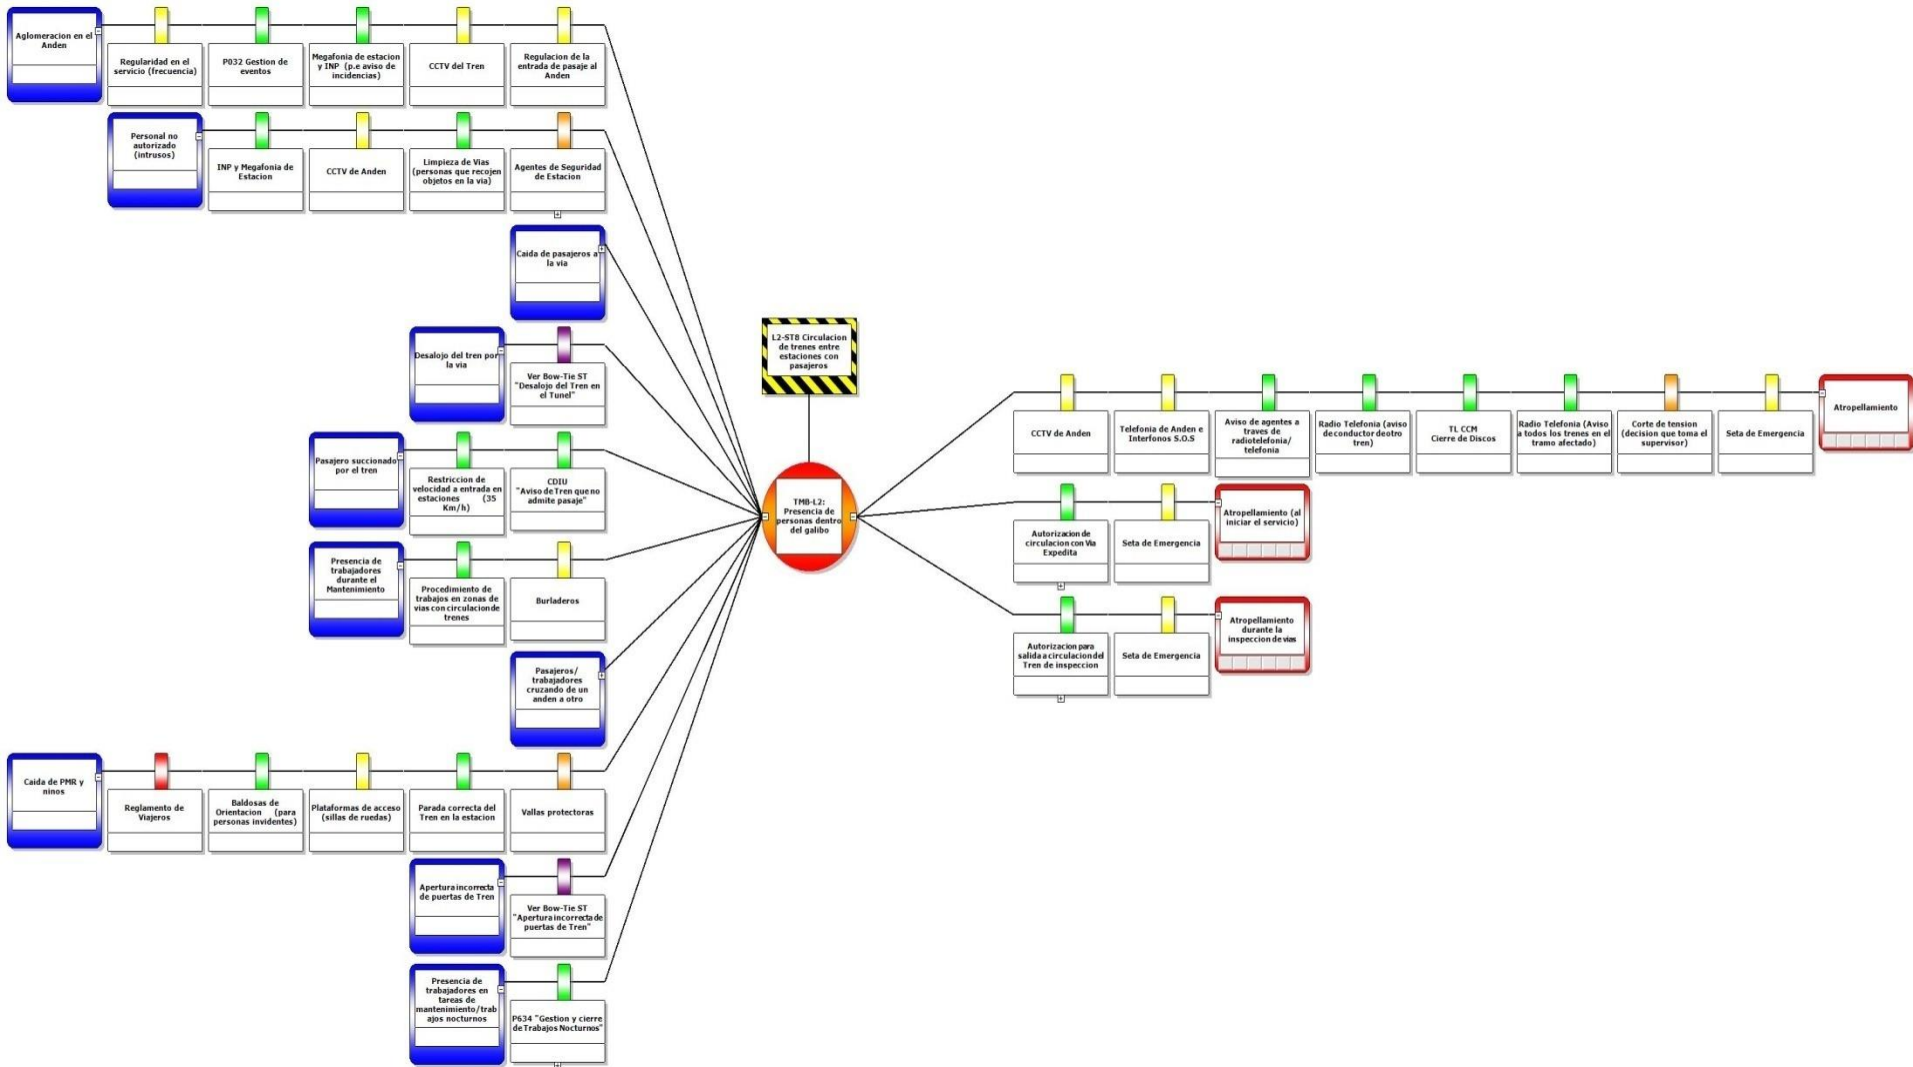 Aglomeracion en el
Anden
Regularidad en el
servicio (frecuencia)
P032 Gestion de
eventos
Megafonia de estacion
y INP (p.e aviso de
incidencias)
CCTV del Tren
Regulacion de la
entrada de pasaje al
Anden
Personal no
autorizado
(intrusos)
INP y Megafonia de
Estacion
CCTV de Anden
Limpieza de Vias
(personas que recojen
objetos en la via)
Agentes de Seguridad
de Estacion
Caida de pasajeros a
la via
Desalojo del tren por
la via
Ver Bow-Tie ST
"Desalojo del Tren en
el Tunel"
Pasajero succionado
por el tren
Restriccion de
velocidad a entrada en
estaciones (35
Km/h)
CDIU
"Aviso de Tren que no
admite pasaje"
Presencia de
trabajadores
durante el
Mantenimiento
Procedimiento de
trabajos en zonas de
vias con circulacion de
trenes
Burladeros
Pasajeros/
trabajadores
cruzando de un
anden a otro
Caida de PMR y
ninos
Reglamento de
Viajeros
Baldosas de
Orientacion (para
personas invidentes)
Plataformas de acceso
(sillas de ruedas)
Parada correcta del
Tren en la estacion
Vallas protectoras
Apertura incorrecta
de puertas de Tren
Ver Bow-Tie ST
"Apertura incorrecta de
puertas de Tren"
Presencia de
trabajadores en
tareas de
mantenimiento/trab
ajos nocturnos
P634 "Gestion y cierre
de Trabajos Nocturnos"
L2-ST8 Circulacion
de trenes entre
estaciones con
pasajeros
TMB-L2:
Presencia de
personas dentro
del galibo
CCTV de Anden
Telefonia de Anden e
Interfonos S.O.S
Aviso de agentes a
traves de
radiotelefonia/
telefonia
Radio Telefonia (aviso
de conductor de otro
tren)
TL CCM
Cierre de Discos
Radio Telefonia (Aviso
a todos los trenes en el
tramo afectado)
Corte de tension
(decision que toma el
supervisor)
Seta de Emergencia
Atropellamiento
Autorizacion de
circulacion con Via
Expedita
Seta de Emergencia
Atropellamiento (al
iniciar el servicio)
Autorizacion para
salida a circulacion del
Tren de inspeccion
Seta de Emergencia
Atropellamiento
durante la
inspeccion de vias